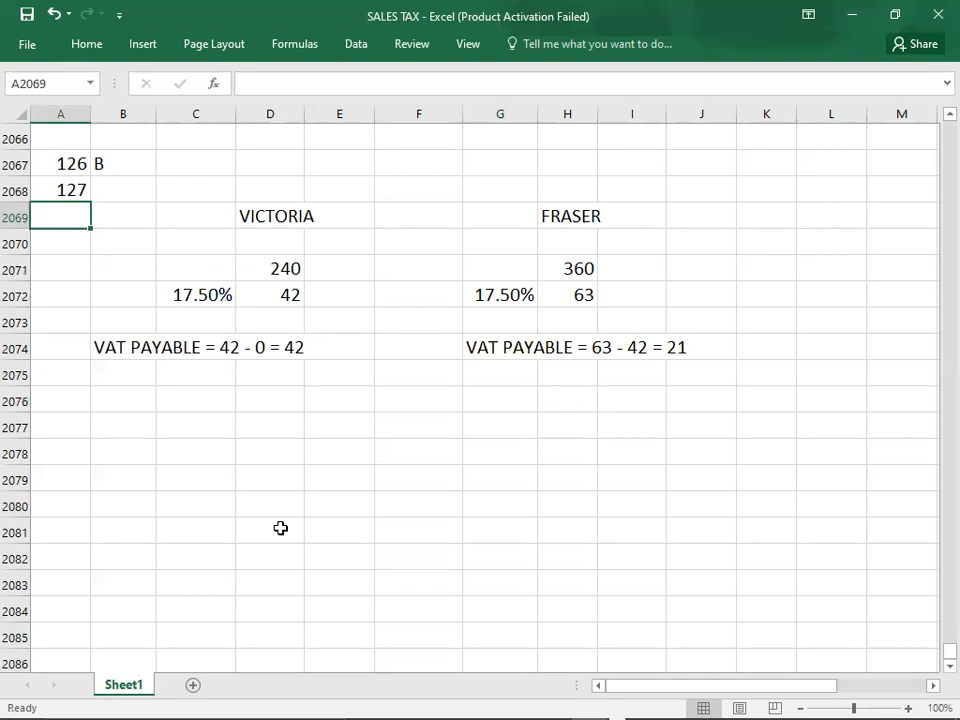 SALES TAX - Excel (Product Activation Failed)
File Home Insert Page Layout Formulas Data Review View Tell me what you want to do... Share
A2069 fx
A B C D E F G H I J K L M
2066
2067 126 B
2068 127
2069 VICTORIA FRASER
2070
2071 240 360
2072 17.50% 42 17.50% 63
2073
2074 VAT PAYABLE = 42 - 0 = 42 VAT PAYABLE = 63 - 42 = 21
2075
2076
2077
2078
2079
2080
2081
2082
2083
2084
2085
2086
Sheet1
Ready 100%